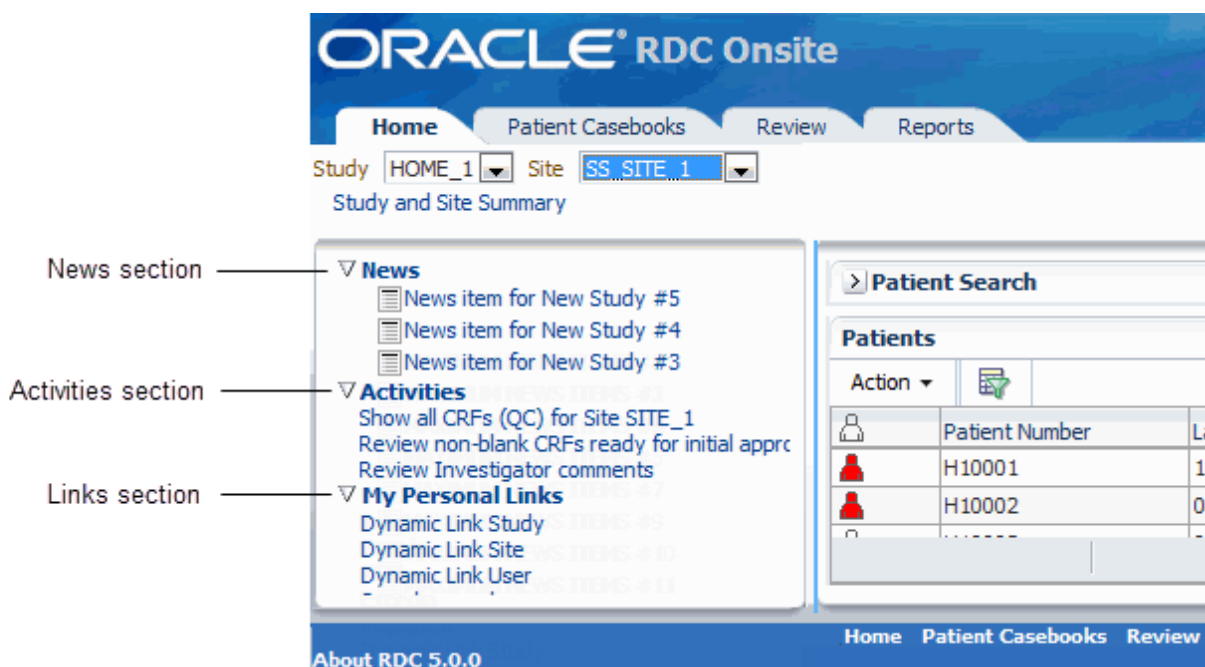 ORACLE® RDC Onsite
Home Patient Casebooks Review Reports
Study HOME_1 Site SS_SITE_1
Study and Site Summary
News section
News
News item for New Study #5
News item for New Study #4
News item for New Study #3
Activities section
Activities
Show all CRFs (QC) for Site SITE_1
Review non-blank CRFs ready for initial appro
Review Investigator comments
Links section
My Personal Links
Dynamic Link Study
Dynamic Link Site
Dynamic Link User
Patient Search
Patients
Action
Patient Number
H10001 1
H10002 0
Home Patient Casebooks Review
About RDC 5.0.0